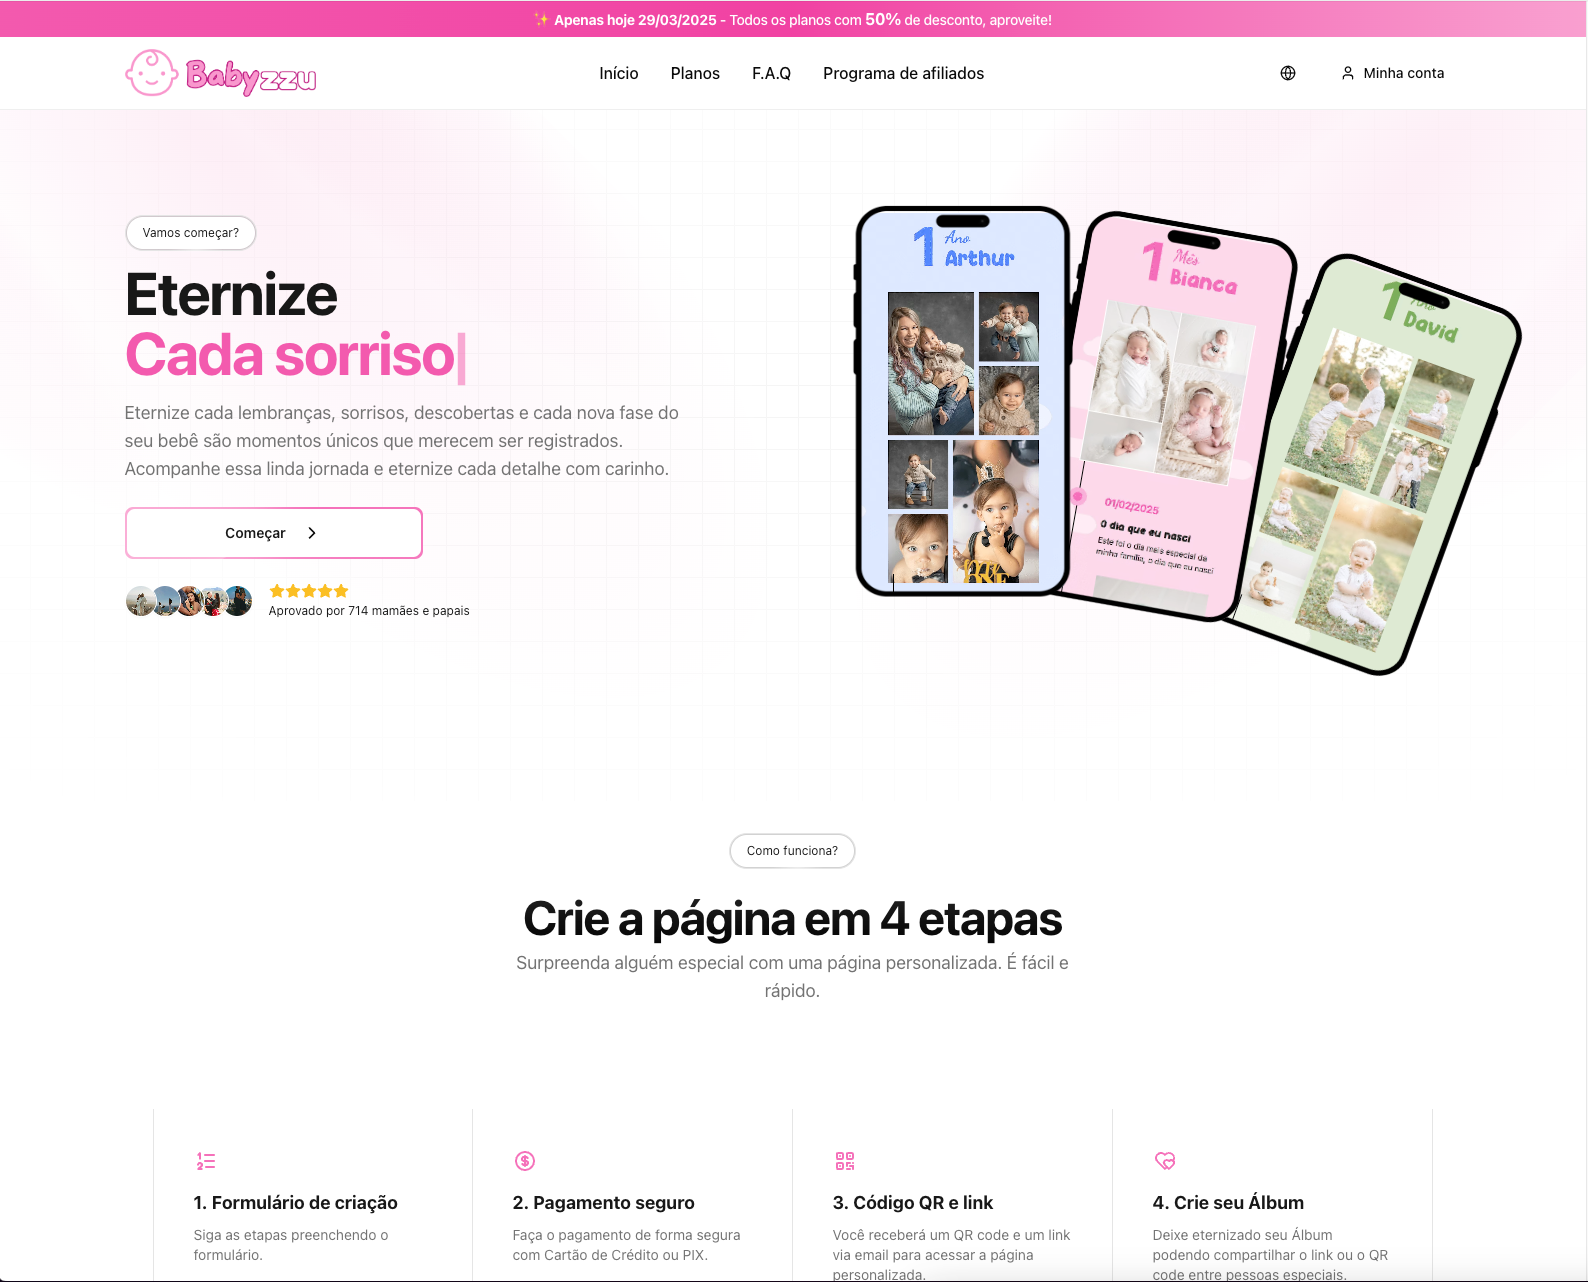 ✨ Apenas hoje 29/03/2025 - Todos os planos com 50% de desconto, aproveite!
Babyzzu
Início
Planos
F.A.Q
Programa de afiliados
Minha conta
Vamos começar?
Eternize
Cada sorriso|
Eternize cada lembranças, sorrisos, descobertas e cada nova fase do
seu bebê são momentos únicos que merecem ser registrados.
Acompanhe essa linda jornada e eternize cada detalhe com carinho.
Começar
Aprovado por 714 mamães e papais
1 Ano
Arthur
1 Mês
Bianca
01/02/2025
O dia que eu nasci
Este foi o dia mais especial da
minha família, o dia que eu nasci
1 Ano
David
Como funciona?
Crie a página em 4 etapas
Surpreenda alguém especial com uma página personalizada. É fácil e
rápido.
1. Formulário de criação
Siga as etapas preenchendo o
formulário.
2. Pagamento seguro
Faça o pagamento de forma segura
com Cartão de Crédito ou PIX.
3. Código QR e link
Você receberá um QR code e um link
via email para acessar a página
personalizada.
4. Crie seu Álbum
Deixe eternizado seu Álbum
podendo compartilhar o link ou o QR
code entre pessoas especiais.